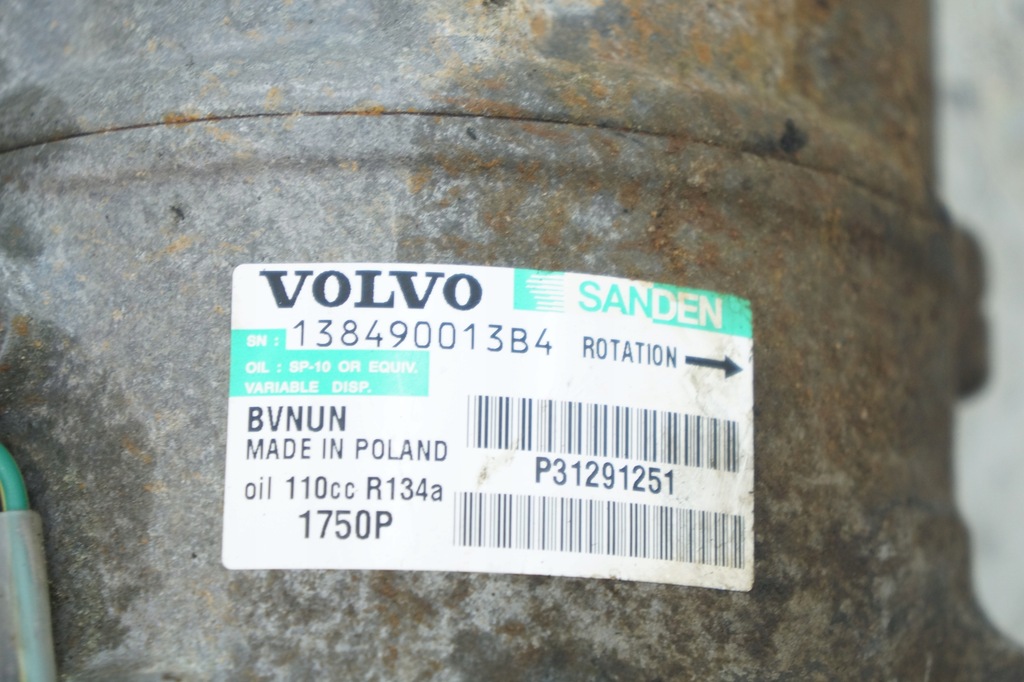 VOLVO SANDEN
SN : 138490013B4 ROTATION
OIL : SP-10 OR EQUIV.
VARIABLE DISP.
BVNUN
MADE IN POLAND
P31291251
oil 110cc R134a
1750P